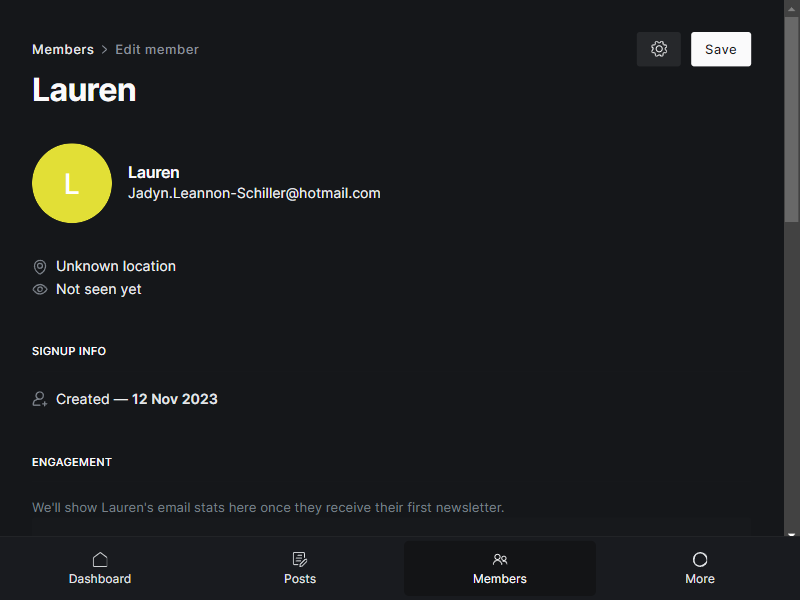 Members > Edit member
Save
Lauren
L
Lauren
Jadyn.Leannon-Schiller@hotmail.com
Unknown location
Not seen yet
SIGNUP INFO
Created — 12 Nov 2023
ENGAGEMENT
We'll show Lauren's email stats here once they receive their first newsletter.
Dashboard
Posts
Members
More